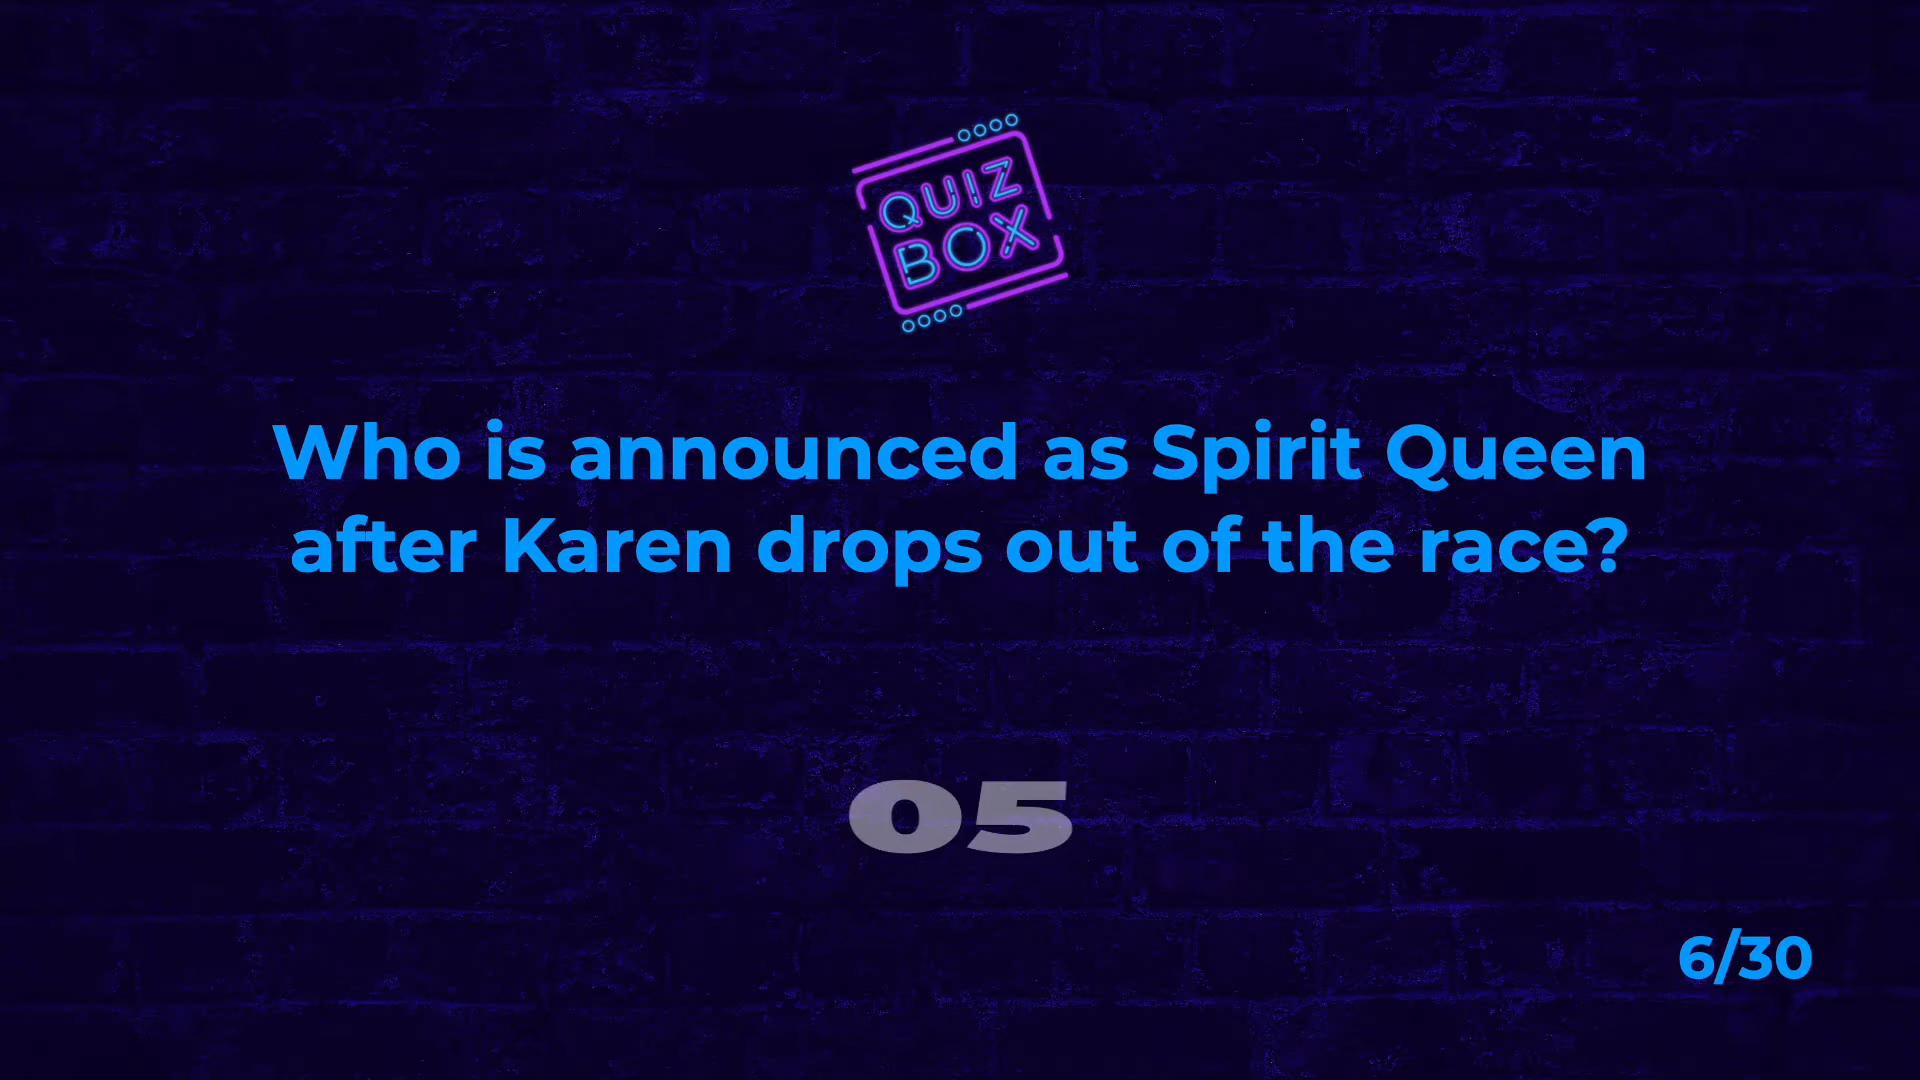 QUIZ
BOX
Who is announced as Spirit Queen
after Karen drops out of the race?
05
6/30